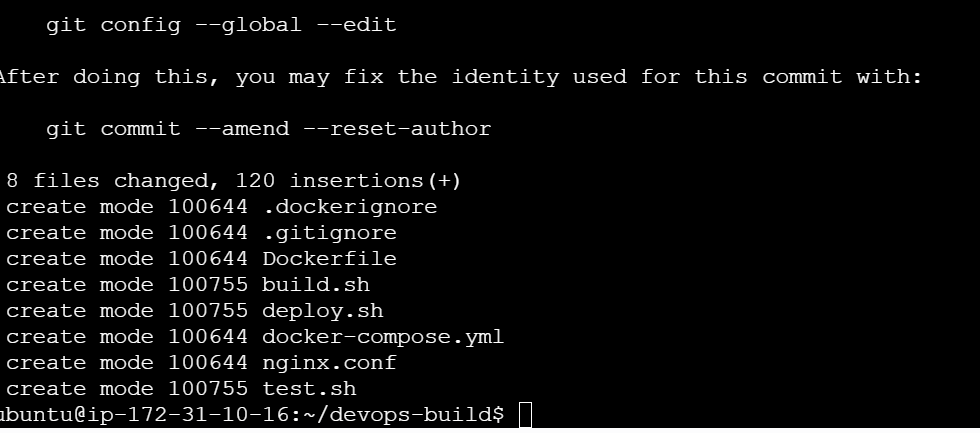 git config --global --edit
After doing this, you may fix the identity used for this commit with:
git commit --amend --reset-author
8 files changed, 120 insertions(+)
create mode 100644 .dockerignore
create mode 100644 .gitignore
create mode 100644 Dockerfile
create mode 100755 build.sh
create mode 100755 deploy.sh
create mode 100644 docker-compose.yml
create mode 100644 nginx.conf
create mode 100755 test.sh
ubuntu@ip-172-31-10-16:~/devops-build$